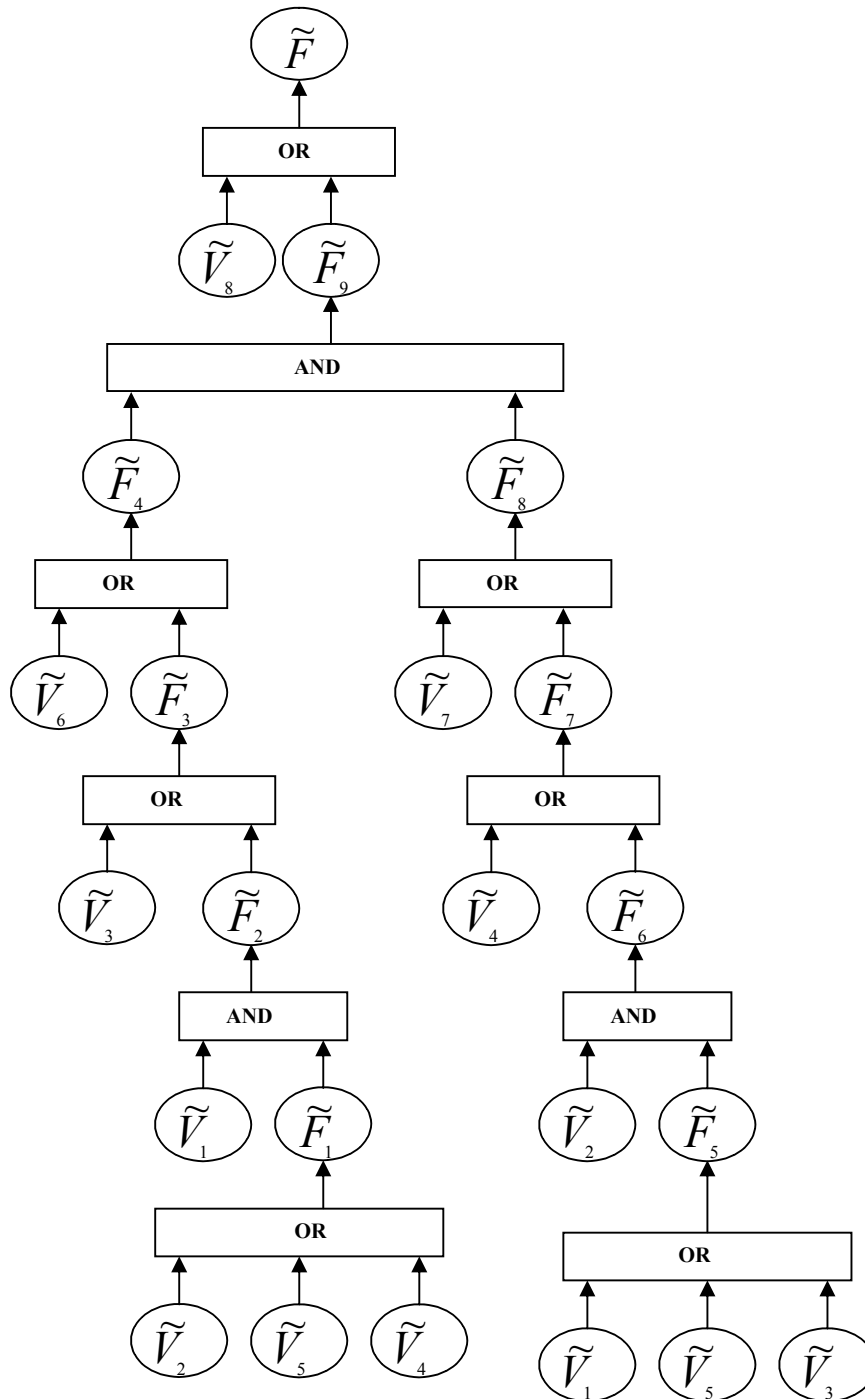 F̃
OR
Ṽ₈ F̃₉
AND
F̃₄ F̃₈
OR OR
Ṽ₆ F̃₃ Ṽ₇ F̃₇
OR OR
Ṽ₃ F̃₂ Ṽ₄ F̃₆
AND AND
Ṽ₁ F̃₁ Ṽ₂ F̃₅
OR OR
Ṽ₂ Ṽ₅ Ṽ₄ Ṽ₁ Ṽ₅ Ṽ₃